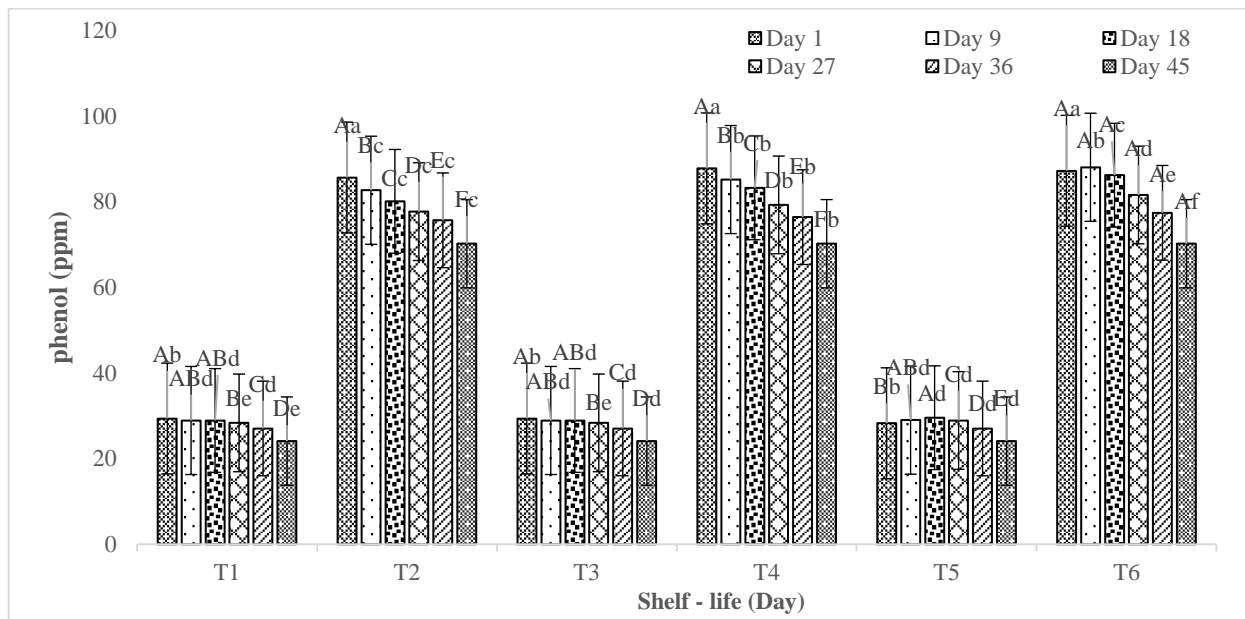 120
100
80
60
40
20
0
phenol (ppm)
Day 1 Day 9 Day 18
Day 27 Day 36 Day 45
Ab ABd ABd Be Cd De
Aa Bc Cc Dc Ec Fc
Ab ABd ABd Be Cd Dd
Aa Bb Cb Db Eb Fb
Bb ABd Ad Cd Dd Ed
Aa Ab Ac Ad Ae Af
T1 T2 T3 T4 T5 T6
Shelf - life (Day)